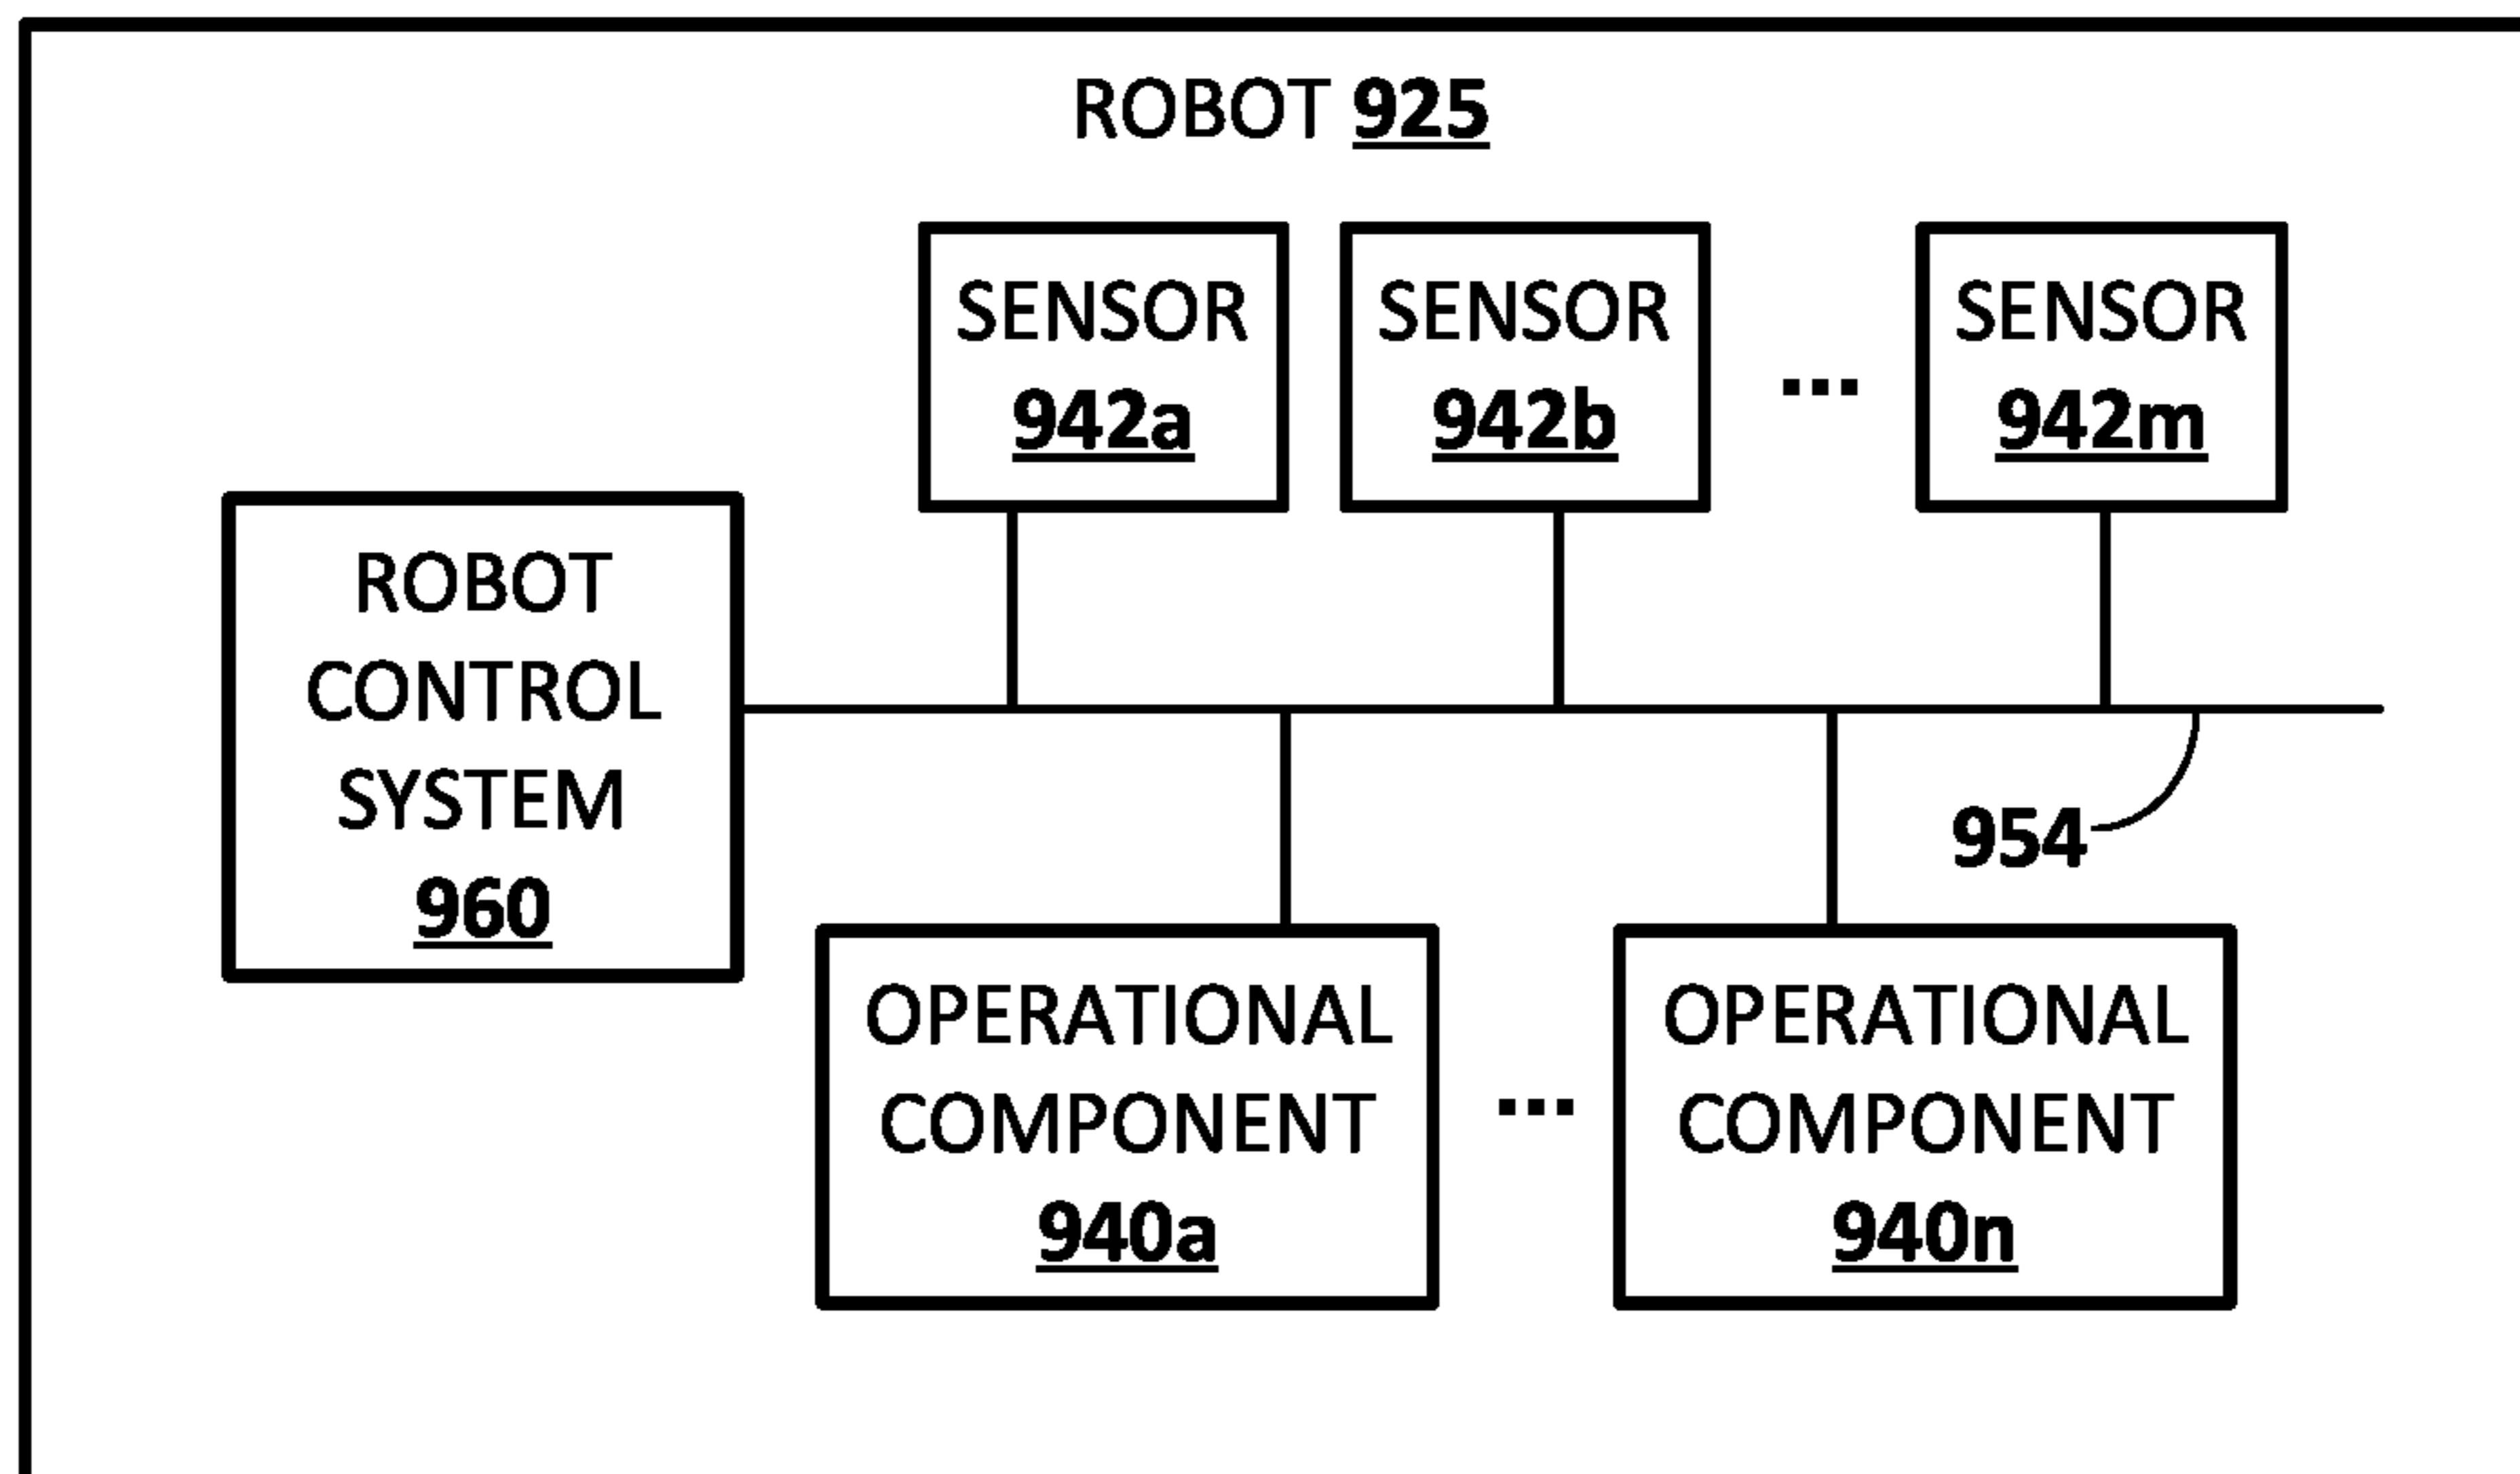 ROBOT 925
SENSOR
942a
SENSOR
942b
...
SENSOR
942m
ROBOT
CONTROL
SYSTEM
960
954
OPERATIONAL
COMPONENT
940a
...
OPERATIONAL
COMPONENT
940n